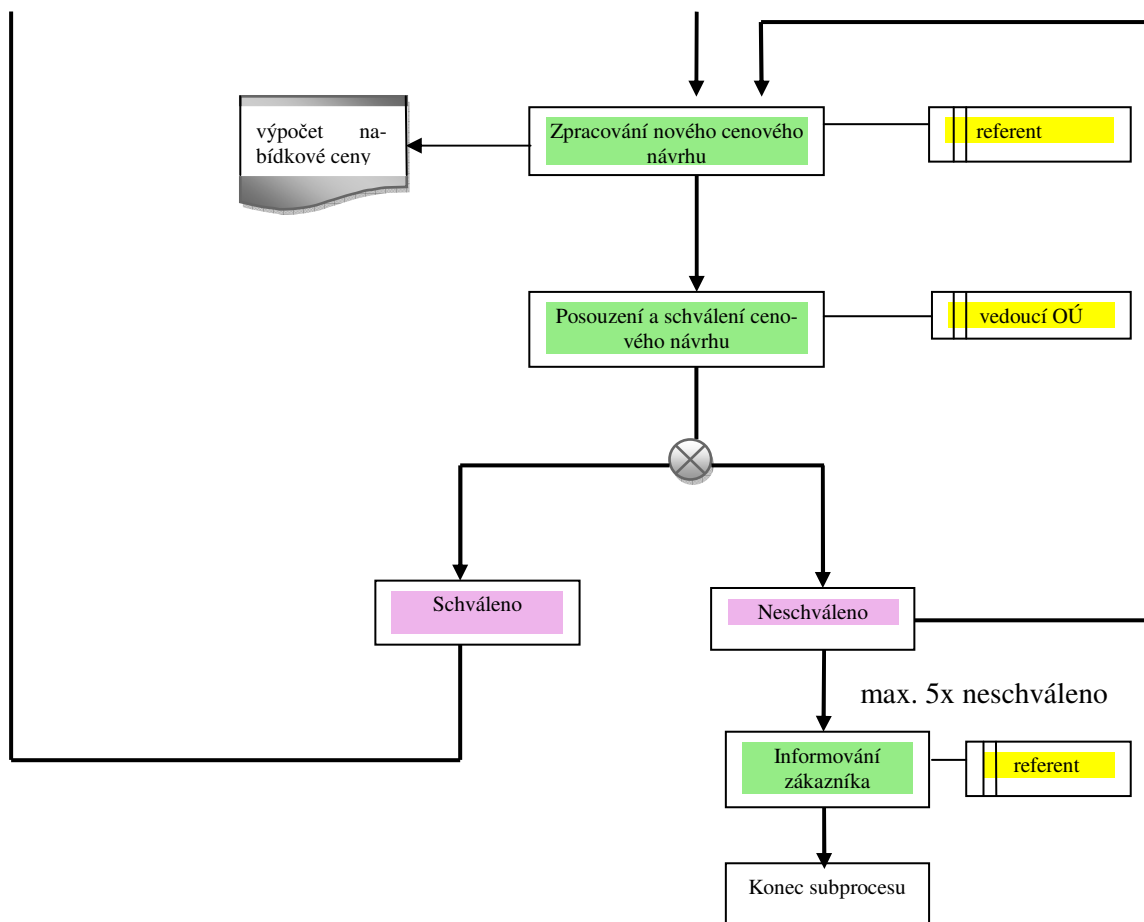 výpočet na-
bídkové ceny
Zpracování nového cenového
návrhu
referent
Posouzení a schválení ceno-
vého návrhu
vedoucí OÚ
Schváleno
Neschváleno
max. 5x neschváleno
Informování
zákazníka
referent
Konec subprocesu